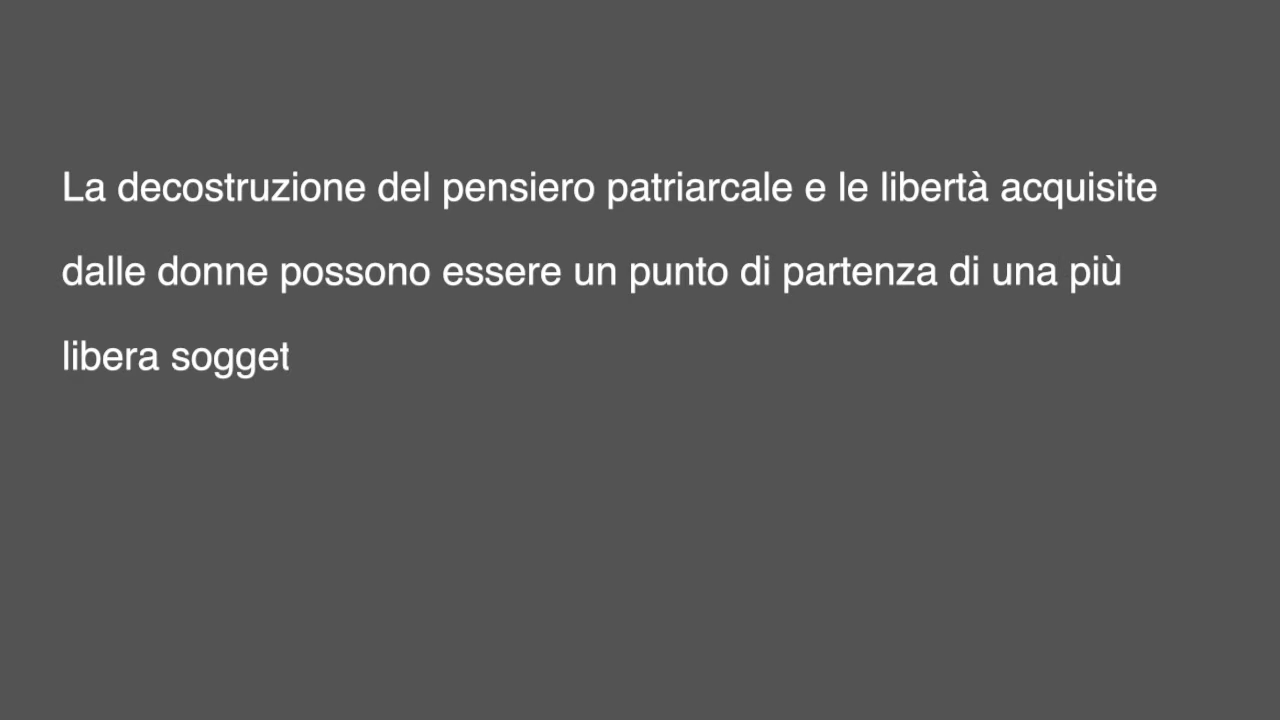 La decostruzione del pensiero patriarcale e le libertà acquisite
dalle donne possono essere un punto di partenza di una più
libera sogget